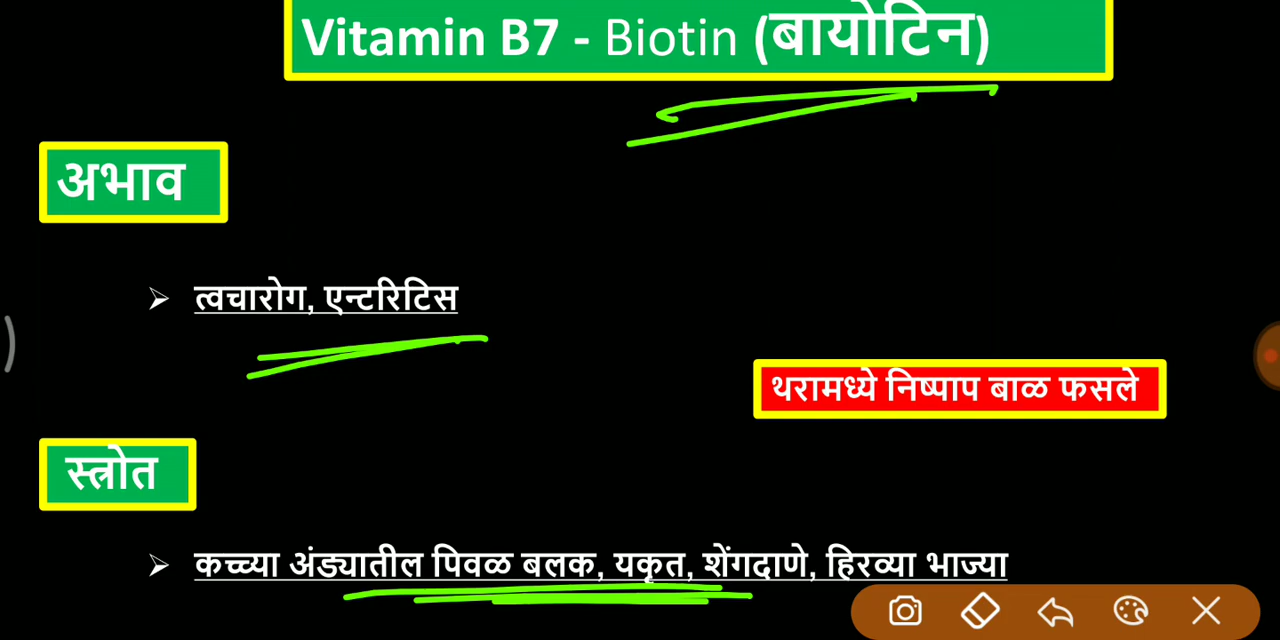 Vitamin B7 - Biotin (बायोटिन)
अभाव
➢ त्वचारोग, एन्टरिटिस
थरामध्ये निष्पाप बाळ फसले
स्त्रोत
➢ कच्च्या अंड्यातील पिवळ बलक, यकृत, शेंगदाणे, हिरव्या भाज्या